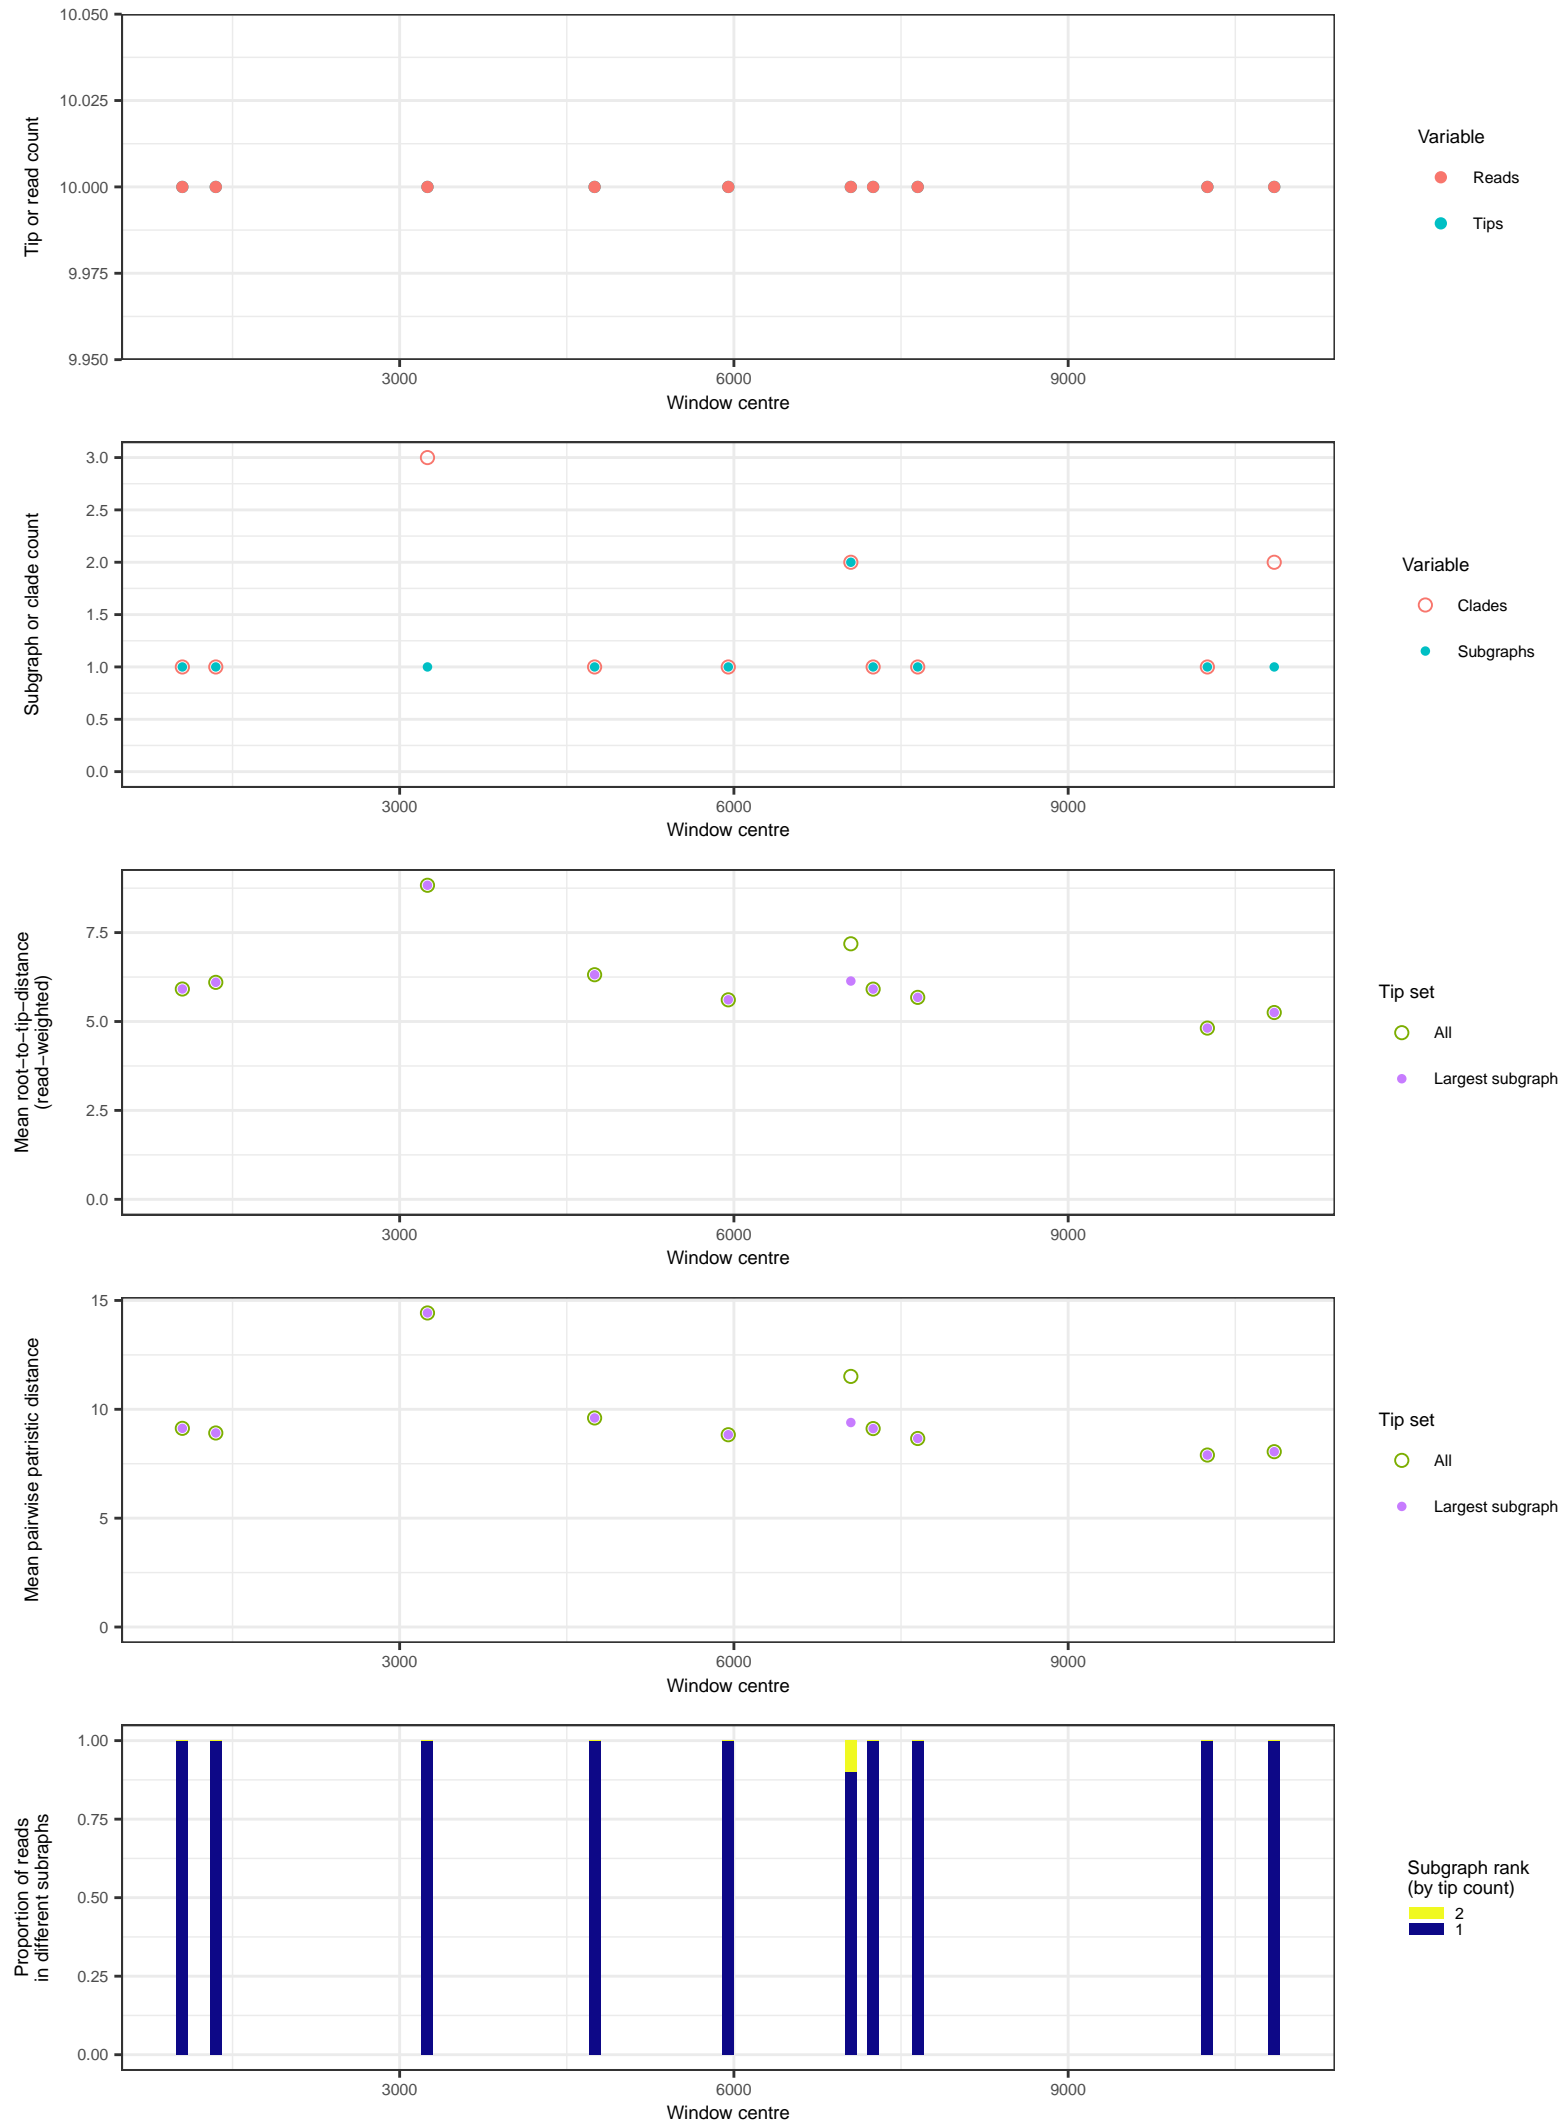 10.050
10.025
10.000
9.975
9.950
Tip or read count
3000 6000 9000
Window centre
Variable
Reads
Tips
3.0
2.5
2.0
1.5
1.0
0.5
0.0
Subgraph or clade count
3000 6000 9000
Window centre
Variable
Clades
Subgraphs
7.5
5.0
2.5
0.0
Mean root−to−tip−distance
(read−weighted)
3000 6000 9000
Window centre
Tip set
All
Largest subgraph
15
10
5
0
Mean pairwise patristic distance
3000 6000 9000
Window centre
Tip set
All
Largest subgraph
1.00
0.75
0.50
0.25
0.00
Proportion of reads
in different subraphs
3000 6000 9000
Window centre
Subgraph rank
(by tip count)
2
1